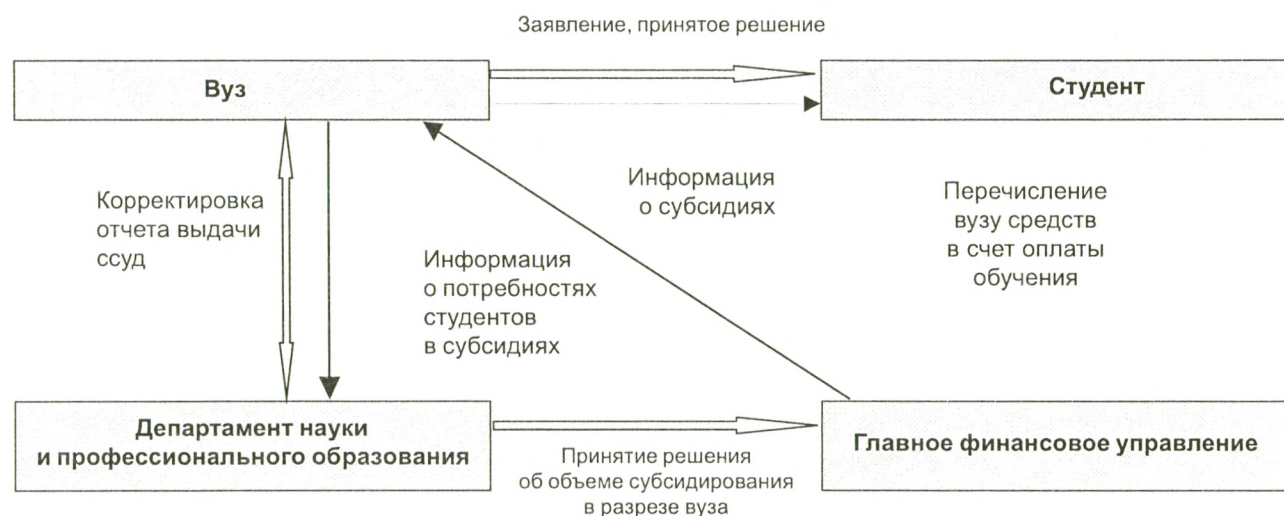 Заявление, принятое решение
Вуз
Студент
Корректировка
отчета выдачи
ссуд
Информация
о потребностях
студентов
в субсидиях
Информация
о субсидиях
Перечисление
вузу средств
в счет оплаты
обучения
Департамент науки
и профессионального образования
Принятие решения
об объеме субсидирования
в разрезе вуза
Главное финансовое управление